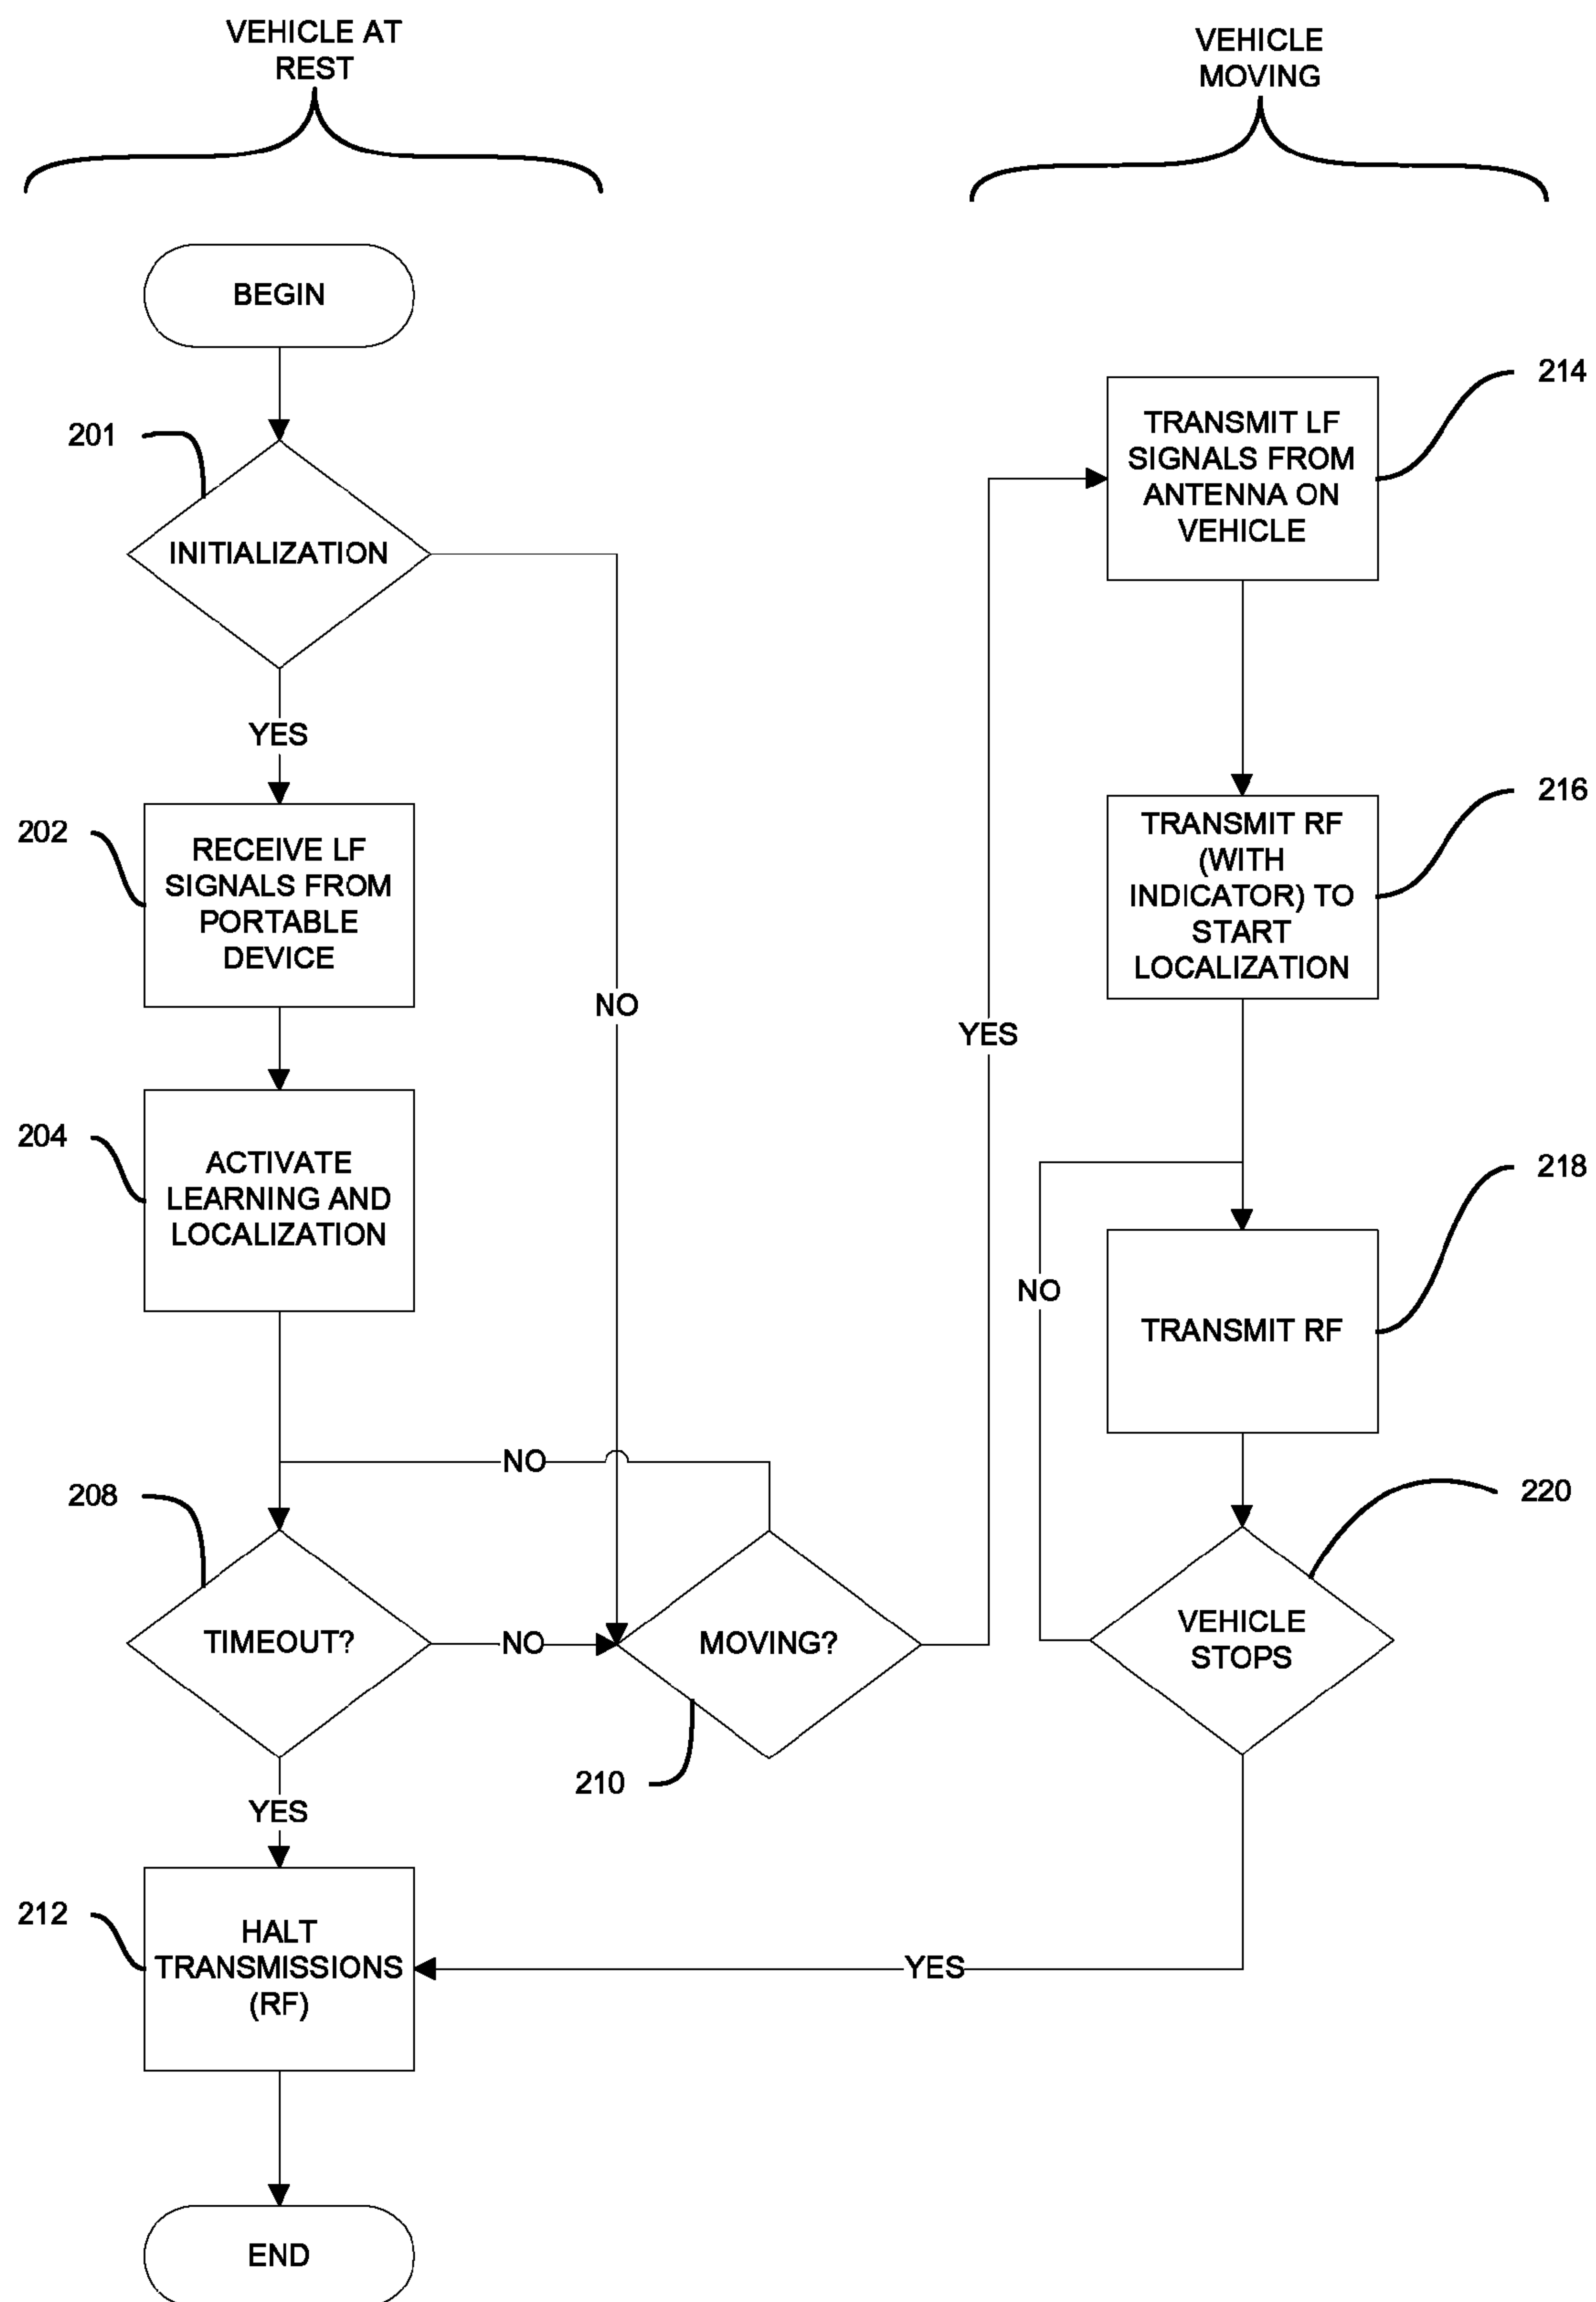 VEHICLE AT
REST
BEGIN
201
INITIALIZATION
YES
NO
202
RECEIVE LF
SIGNALS FROM
PORTABLE
DEVICE
204
ACTIVATE
LEARNING AND
LOCALIZATION
NO
208
TIMEOUT?
NO
MOVING?
210
YES
YES
212
HALT
TRANSMISSIONS
(RF)
END
VEHICLE
MOVING
214
TRANSMIT LF
SIGNALS FROM
ANTENNA ON
VEHICLE
216
TRANSMIT RF
(WITH
INDICATOR) TO
START
LOCALIZATION
218
NO
TRANSMIT RF
220
VEHICLE
STOPS
YES